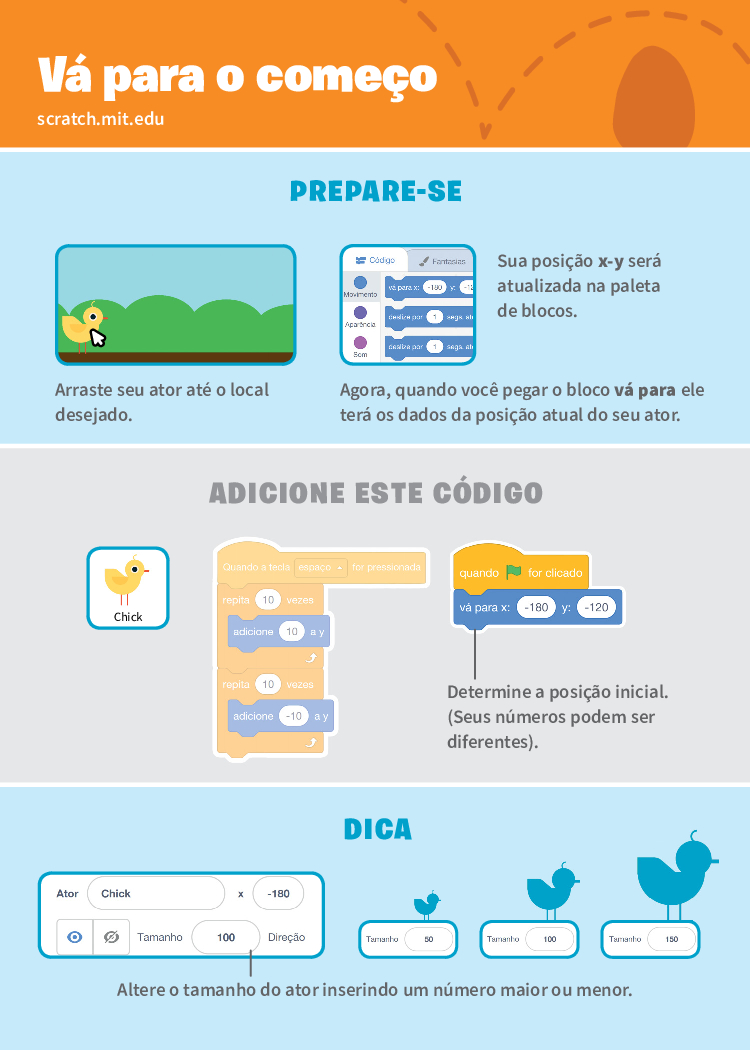 Vá para o começo
scratch.mit.edu
PREPARE-SE
Código
Fantasias
Movimento
Aparência
Som
vá para x: -180 y: -12
deslize por 1 segs. até
deslize por 1 segs. até
Sua posição x-y será
atualizada na paleta
de blocos.
Arraste seu ator até o local
desejado.
Agora, quando você pegar o bloco vá para ele
terá os dados da posição atual do seu ator.
ADICIONE ESTE CÓDIGO
Chick
Quando a tecla espaço for pressionada
repita 10 vezes
adicione 10 a y
repita 10 vezes
adicione -10 a y
quando for clicado
vá para x: -180 y: -120
Determine a posição inicial.
(Seus números podem ser
diferentes).
DICA
Ator Chick x -180
Tamanho 100 Direção
Tamanho 50
Tamanho 100
Tamanho 150
Altere o tamanho do ator inserindo um número maior ou menor.